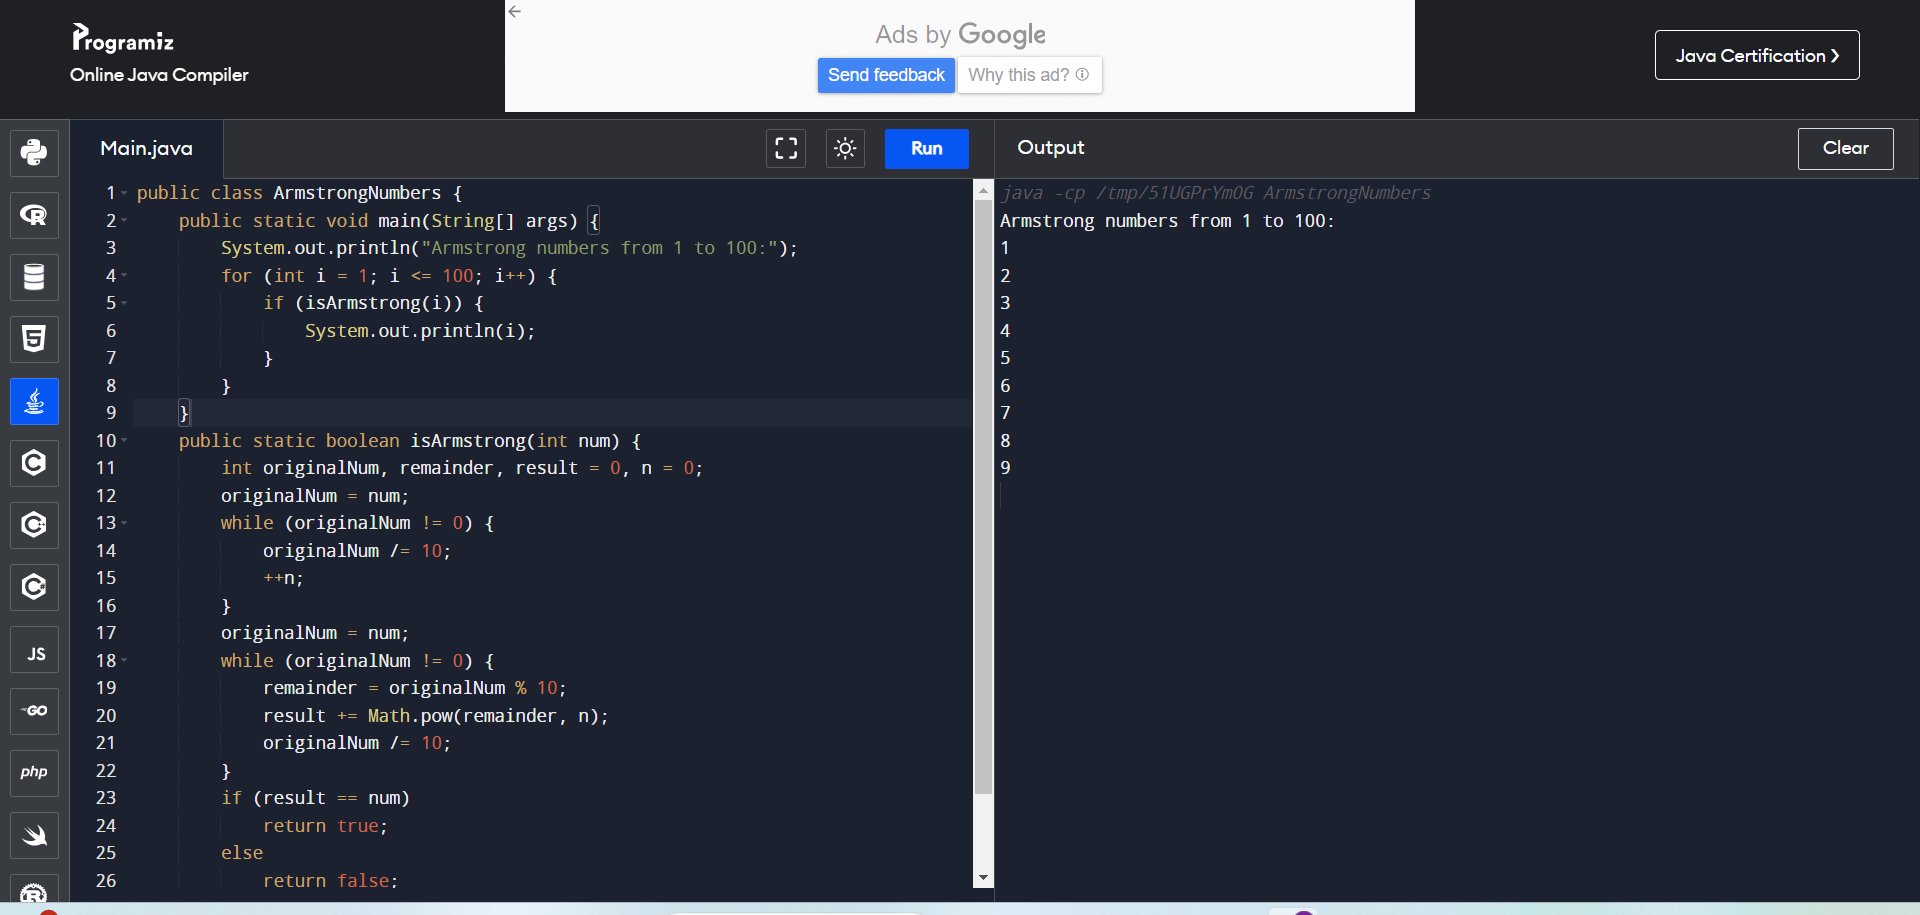 Programiz
Online Java Compiler
Ads by Google
Send feedback
Why this ad?
Java Certification ❯
Main.java
Run
Output
Clear
1 public class ArmstrongNumbers {
2 public static void main(String[] args) {
3 System.out.println("Armstrong numbers from 1 to 100:");
4 for (int i = 1; i <= 100; i++) {
5 if (isArmstrong(i)) {
6 System.out.println(i);
7 }
8 }
9 }
10 public static boolean isArmstrong(int num) {
11 int originalNum, remainder, result = 0, n = 0;
12 originalNum = num;
13 while (originalNum != 0) {
14 originalNum /= 10;
15 ++n;
16 }
17 originalNum = num;
18 while (originalNum != 0) {
19 remainder = originalNum % 10;
20 result += Math.pow(remainder, n);
21 originalNum /= 10;
22 }
23 if (result == num)
24 return true;
25 else
26 return false;
java -cp /tmp/51UGPrYmOG ArmstrongNumbers
Armstrong numbers from 1 to 100:
1
2
3
4
5
6
7
8
9
R
5
C
C
C
JS
GO
php
R